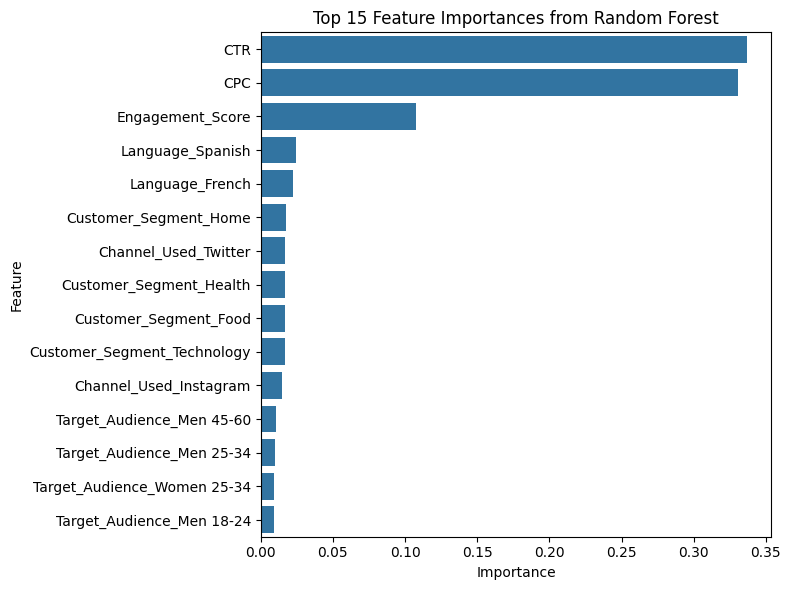 Top 15 Feature Importances from Random Forest
CTR
CPC
Engagement_Score
Language_Spanish
Language_French
Customer_Segment_Home
Channel_Used_Twitter
Customer_Segment_Health
Customer_Segment_Food
Customer_Segment_Technology
Channel_Used_Instagram
Target_Audience_Men 45-60
Target_Audience_Men 25-34
Target_Audience_Women 25-34
Target_Audience_Men 18-24
Feature
0.00 0.05 0.10 0.15 0.20 0.25 0.30 0.35
Importance